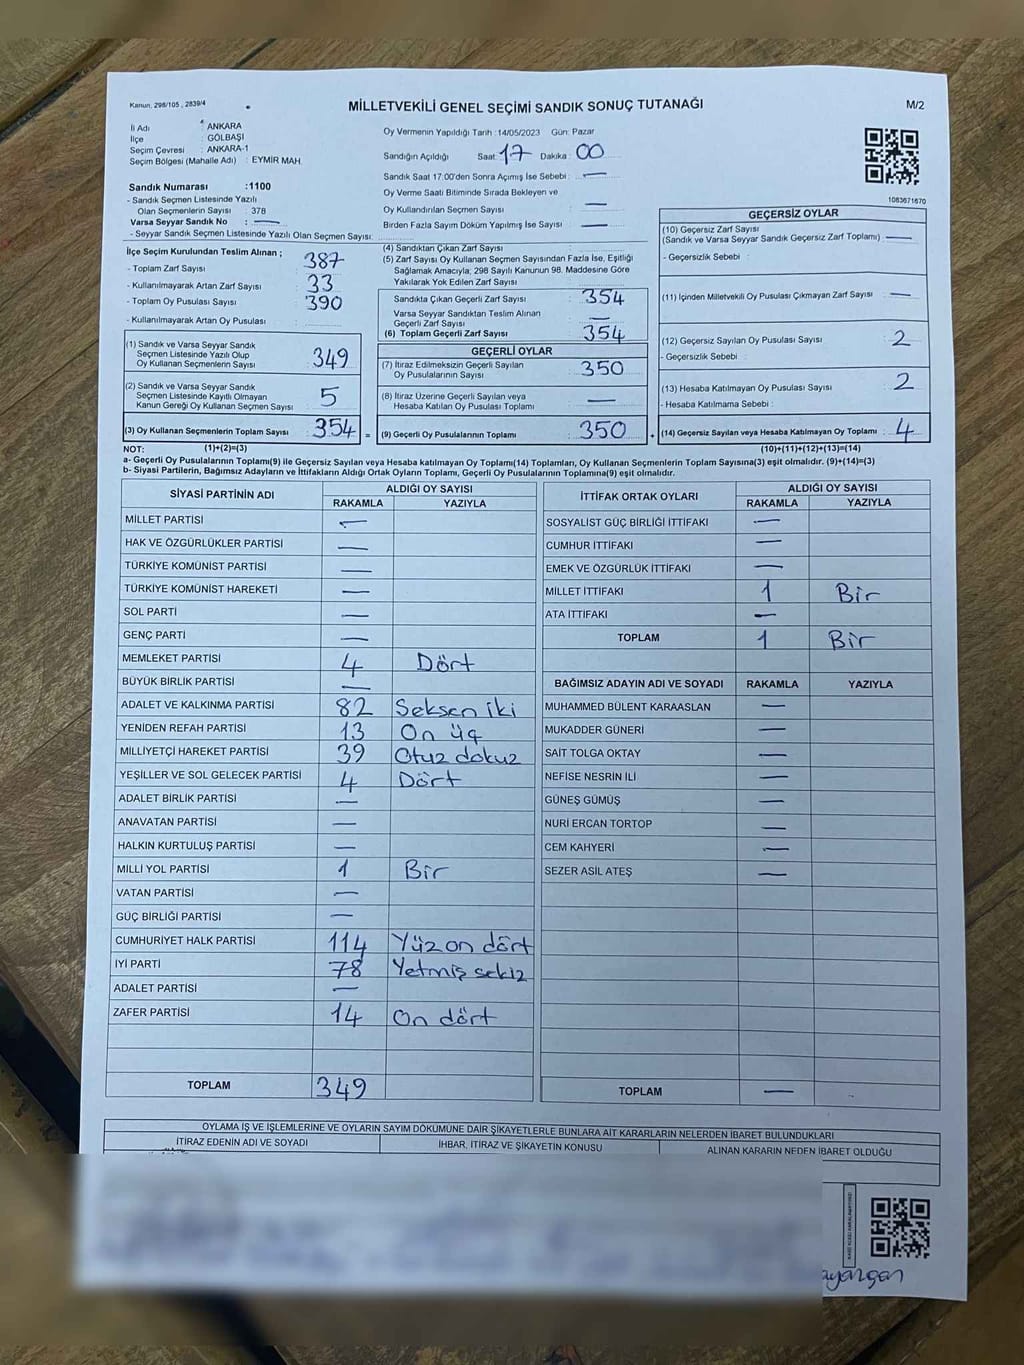 Kanun, 298/105 , 2839/4
MİLLETVEKİLİ GENEL SEÇİMİ SANDIK SONUÇ TUTANAĞI
M/2
İl Adı : ANKARA
İlçe : GÖLBAŞI
Seçim Çevresi : ANKARA-1
Seçim Bölgesi (Mahalle Adı) : EYMİR MAH.
Sandık Numarası :1100
- Sandık Seçmen Listesinde Yazılı
Olan Seçmenlerin Sayısı : 378
Varsa Seyyar Sandık No : —
- Seyyar Sandık Seçmen Listesinde Yazılı Olan Seçmen Sayısı:
Oy Vermenin Yapıldığı Tarih :14/05/2023 Gün: Pazar
Sandığın Açıldığı Saat: 17 Dakika: 00
Sandık Saat 17:00'den Sonra Açımış İse Sebebi: —
Oy Verme Saati Bitiminde Sırada Bekleyen ve
Oy Kullandırılan Seçmen Sayısı —
Birden Fazla Sayım Döküm Yapılmış İse Sayısı —
1083671670
İlçe Seçim Kurulundan Teslim Alınan ;
- Toplam Zarf Sayısı : 387
- Kullanılmayarak Artan Zarf Sayısı : 33
- Toplam Oy Pusulası Sayısı : 390
- Kullanılmayarak Artan Oy Pusulası :
(1) Sandık ve Varsa Seyyar Sandık
Seçmen Listesinde Yazılı Olup
Oy Kullanan Seçmenlerin Sayısı : 349
(2) Sandık ve Varsa Seyyar Sandık
Seçmen Listesinde Kayıtlı Olmayan
Kanun Gereği Oy Kullanan Seçmen Sayısı : 5
(3) Oy Kullanan Seçmenlerin Toplam Sayısı : 354 =
(4) Sandıktan Çıkan Zarf Sayısı :
(5) Zarf Sayısı Oy Kullanan Seçmen Sayısından Fazla İse, Eşitliği
Sağlamak Amacıyla; 298 Sayılı Kanunun 98. Maddesine Göre
Yakılarak Yok Edilen Zarf Sayısı :
Sandıkta Çıkan Geçerli Zarf Sayısı : 354
Varsa Seyyar Sandıktan Teslim Alınan
Geçerli Zarf Sayısı : —
(6) Toplam Geçerli Zarf Sayısı : 354
GEÇERLİ OYLAR
(7) İtiraz Edilmeksizin Geçerli Sayılan
Oy Pusulalarının Sayısı : 350
(8) İtiraz Üzerine Geçerli Sayılan veya
Hesaba Katılan Oy Pusulası Toplamı : —
(9) Geçerli Oy Pusulalarının Toplamı : 350 +
GEÇERSİZ OYLAR
(10) Geçersiz Zarf Sayısı
(Sandık ve Varsa Seyyar Sandık Geçersiz Zarf Toplamı) : —
- Geçersizlik Sebebi :
(11) İçinden Milletvekili Oy Pusulası Çıkmayan Zarf Sayısı : —
(12) Geçersiz Sayılan Oy Pusulası Sayısı : 2
- Geçersizlik Sebebi :
(13) Hesaba Katılmayan Oy Pusulası Sayısı : 2
- Hesaba Katılmama Sebebi :
(14) Geçersiz Sayılan veya Hesaba Katılmayan Oy Toplamı : 4
NOT: (1)+(2)=(3) (10)+(11)+(12)+(13)=(14)
a- Geçerli Oy Pusulalarının Toplamı(9) ile Geçersiz Sayılan veya Hesaba katılmayan Oy Toplamı(14) Toplamları, Oy Kullanan Seçmenlerin Toplam Sayısına(3) eşit olmalıdır. (9)+(14)=(3)
b- Siyasi Partilerin, Bağımsız Adayların ve İttifakların Aldığı Ortak Oyların Toplamı, Geçerli Oy Pusulalarının Toplamına(9) eşit olmalıdır.
SİYASİ PARTİNİN ADI ALDIĞI OY SAYISI
RAKAMLA YAZIYLA
MİLLET PARTİSİ —
HAK VE ÖZGÜRLÜKLER PARTİSİ —
TÜRKİYE KOMÜNİST PARTİSİ —
TÜRKİYE KOMÜNİST HAREKETİ —
SOL PARTİ —
GENÇ PARTİ —
MEMLEKET PARTİSİ 4 Dört
BÜYÜK BİRLİK PARTİSİ —
ADALET VE KALKINMA PARTİSİ 82 Seksen iki
YENİDEN REFAH PARTİSİ 13 On üç
MİLLİYETÇİ HAREKET PARTİSİ 39 Otuz dokuz
YEŞİLLER VE SOL GELECEK PARTİSİ 4 Dört
ADALET BİRLİK PARTİSİ —
ANAVATAN PARTİSİ —
HALKIN KURTULUŞ PARTİSİ —
MİLLİ YOL PARTİSİ 1 Bir
VATAN PARTİSİ —
GÜÇ BİRLİĞİ PARTİSİ —
CUMHURİYET HALK PARTİSİ 114 Yüz on dört
İYİ PARTİ 78 Yetmiş sekiz
ADALET PARTİSİ —
ZAFER PARTİSİ 14 On dört
TOPLAM 349
İTTİFAK ORTAK OYLARI ALDIĞI OY SAYISI
RAKAMLA YAZIYLA
SOSYALİST GÜÇ BİRLİĞİ İTTİFAKI —
CUMHUR İTTİFAKI —
EMEK VE ÖZGÜRLÜK İTTİFAKI —
MİLLET İTTİFAKI 1 Bir
ATA İTTİFAKI —
TOPLAM 1 Bir
BAĞIMSIZ ADAYIN ADI VE SOYADI RAKAMLA YAZIYLA
MUHAMMED BÜLENT KARAASLAN —
MUKADDER GÜNERİ —
SAİT TOLGA OKTAY —
NEFİSE NESRİN İLİ —
GÜNEŞ GÜMÜŞ —
NURİ ERCAN TORTOP —
CEM KAHYERİ —
SEZER ASİL ATEŞ —
TOPLAM —
OYLAMA İŞ VE İŞLEMLERİNE VE OYLARIN SAYIM DÖKÜMÜNE DAİR ŞİKAYETLERLE BUNLARA AİT KARARLARIN NELERDEN İBARET BULUNDUKLARI
İTİRAZ EDENİN ADI VE SOYADI İHBAR, İTİRAZ VE ŞİKAYETİN KONUSU ALINAN KARARIN NEDEN İBARET OLDUĞU